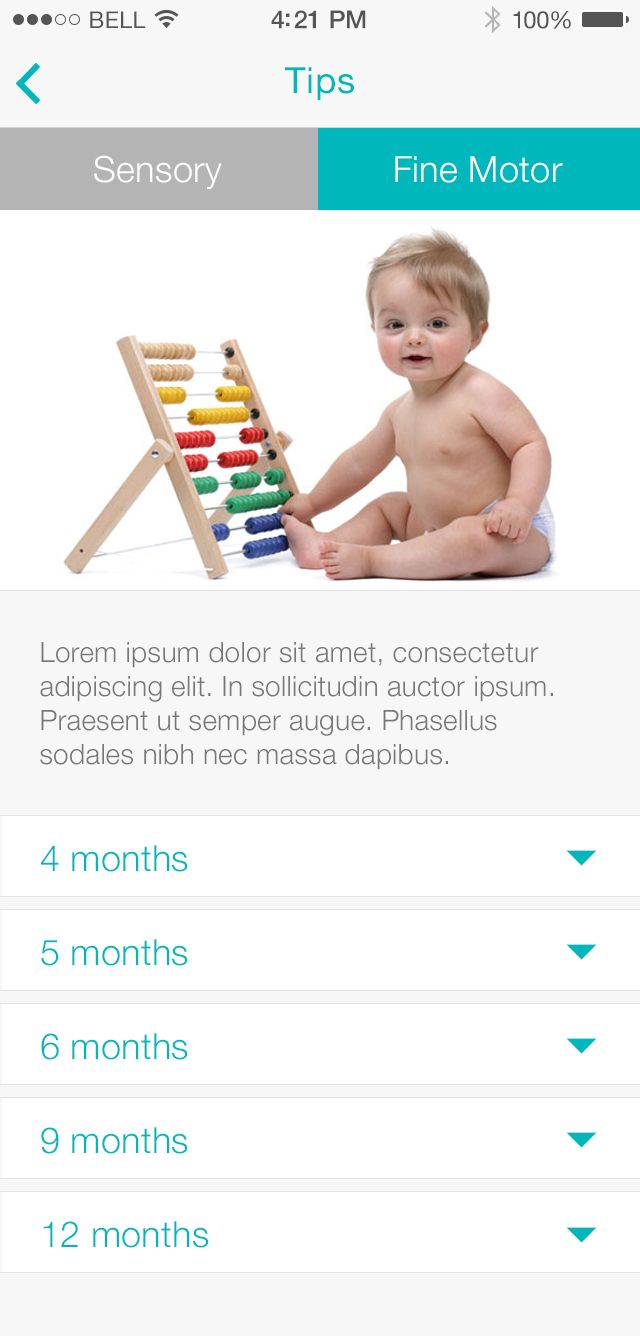 BELL 4:21 PM 100%
Tips
Sensory Fine Motor
Lorem ipsum dolor sit amet, consectetur
adipiscing elit. In sollicitudin auctor ipsum.
Praesent ut semper augue. Phasellus
sodales nibh nec massa dapibus.
4 months
5 months
6 months
9 months
12 months